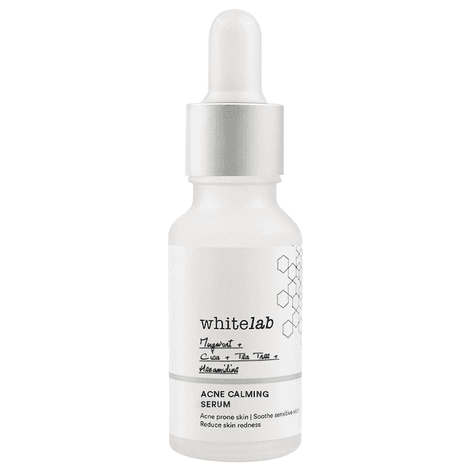 whitelab
Mugwort +
Cica + Tea Tree +
Hexamidine
ACNE CALMING
SERUM
Acne prone skin | Soothe sensitive skin
Reduce skin redness